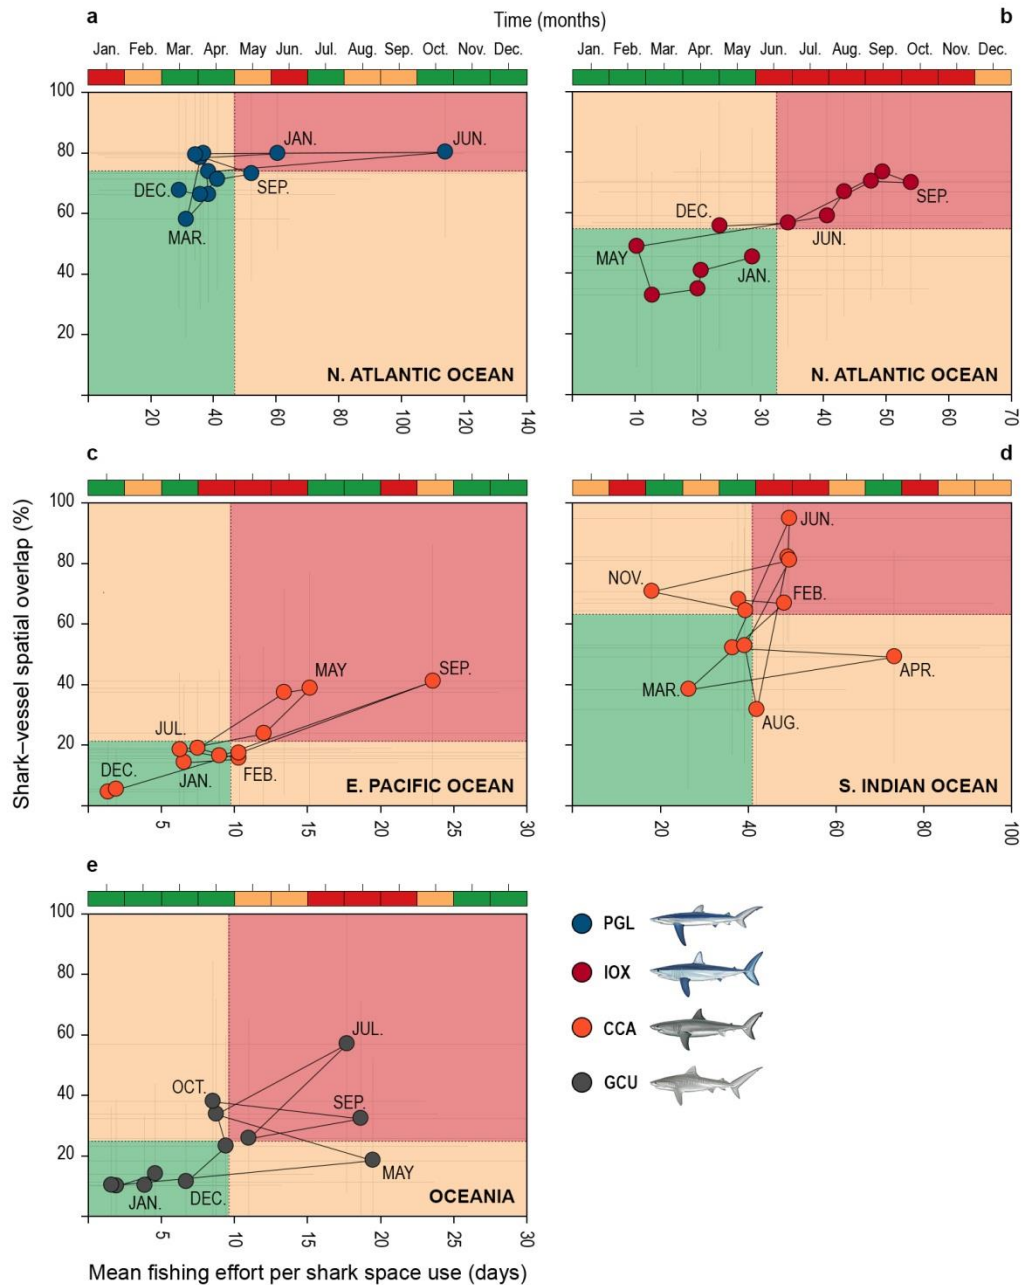 a
Time (months)
b
Jan. Feb. Mar. Apr. May Jun. Jul. Aug. Sep. Oct. Nov. Dec.
Jan. Feb. Mar. Apr. May Jun. Jul. Aug. Sep. Oct. Nov. Dec.
100
80
60
40
20
JAN.
JUN.
DEC.
SEP.
MAR.
N. ATLANTIC OCEAN
20 40 60 80 100 120 140
DEC.
SEP.
MAY
JUN.
JAN.
N. ATLANTIC OCEAN
10 20 30 40 50 60 70
c
d
Shark–vessel spatial overlap (%)
100
80
60
40
20
0
MAY
SEP.
JUL.
DEC.
JAN.
FEB.
E. PACIFIC OCEAN
5 10 15 20 25 30
JUN.
NOV.
FEB.
MAR.
APR.
AUG.
S. INDIAN OCEAN
20 40 60 80 100
e
100
80
60
40
20
0
JUL.
OCT.
SEP.
MAY
JAN.
DEC.
OCEANIA
5 10 15 20 25 30
Mean fishing effort per shark space use (days)
PGL
IOX
CCA
GCU